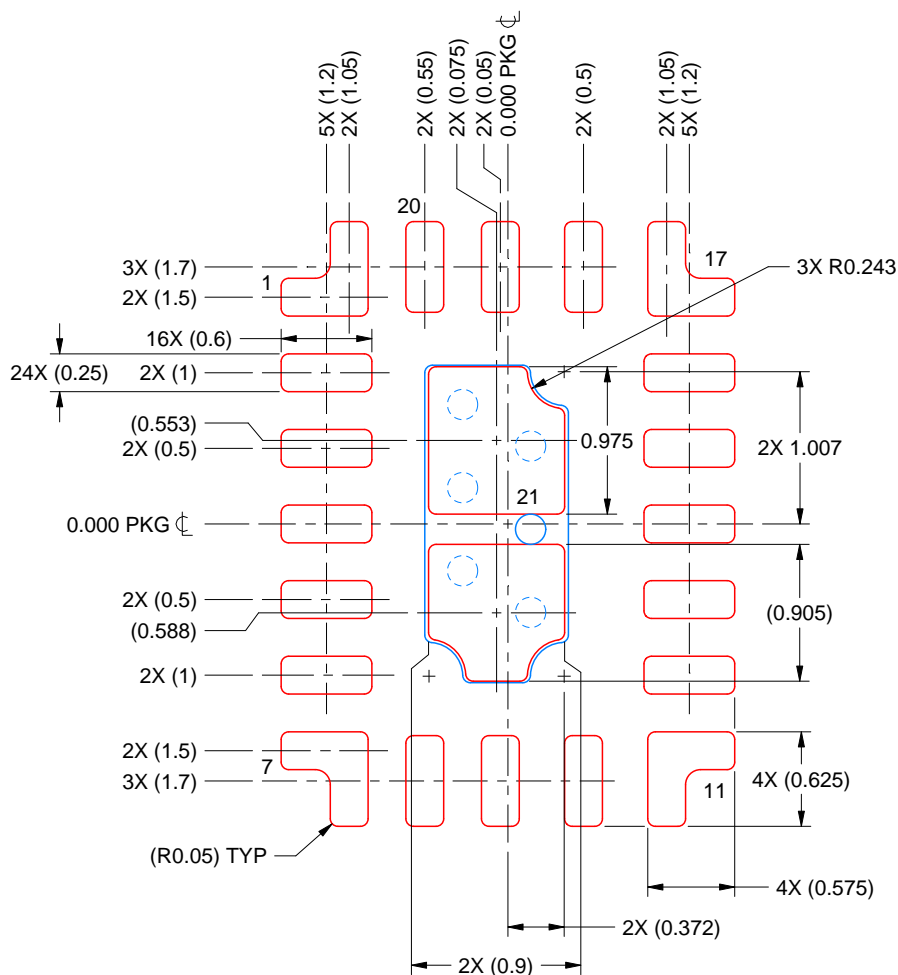 5X (1.2)
2X (1.05)
2X (0.55)
2X (0.075)
2X (0.05)
0.000 PKG ℄
2X (0.5)
2X (1.05)
5X (1.2)
20
3X (1.7)
1
17
3X R0.243
2X (1.5)
16X (0.6)
24X (0.25)
2X (1)
(0.553)
2X (0.5)
0.975
2X 1.007
21
0.000 PKG ℄
2X (0.5)
(0.588)
(0.905)
2X (1)
2X (1.5)
7
3X (1.7)
11
4X (0.625)
(R0.05) TYP
4X (0.575)
2X (0.372)
2X (0.9)